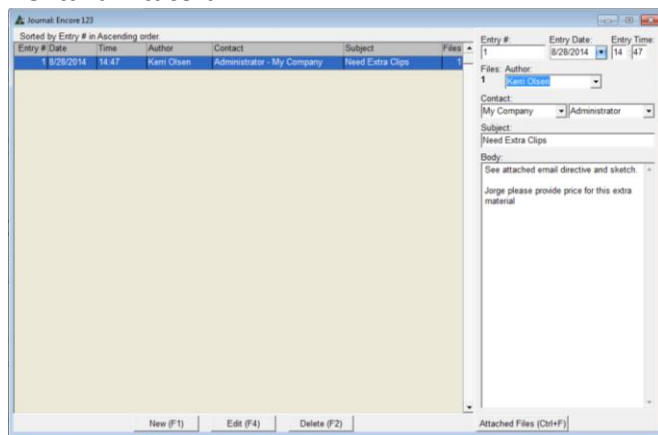 Journal: Encore 123
Sorted by Entry # in Ascending order.
Entry # Date Time Author Contact Subject Files
1 8/28/2014 14:47 Kerri Olsen Administrator - My Company Need Extra Clips 1
Entry #: Entry Date: Entry Time:
1 8/28/2014 14 47
Files: Author:
1 Kerri Olsen
Contact:
My Company Administrator
Subject:
Need Extra Clips
Body:
See attached email directive and sketch.
Jorge please provide price for this extra
material
New (F1) Edit (F4) Delete (F2) Attached Files (Ctrl+F)